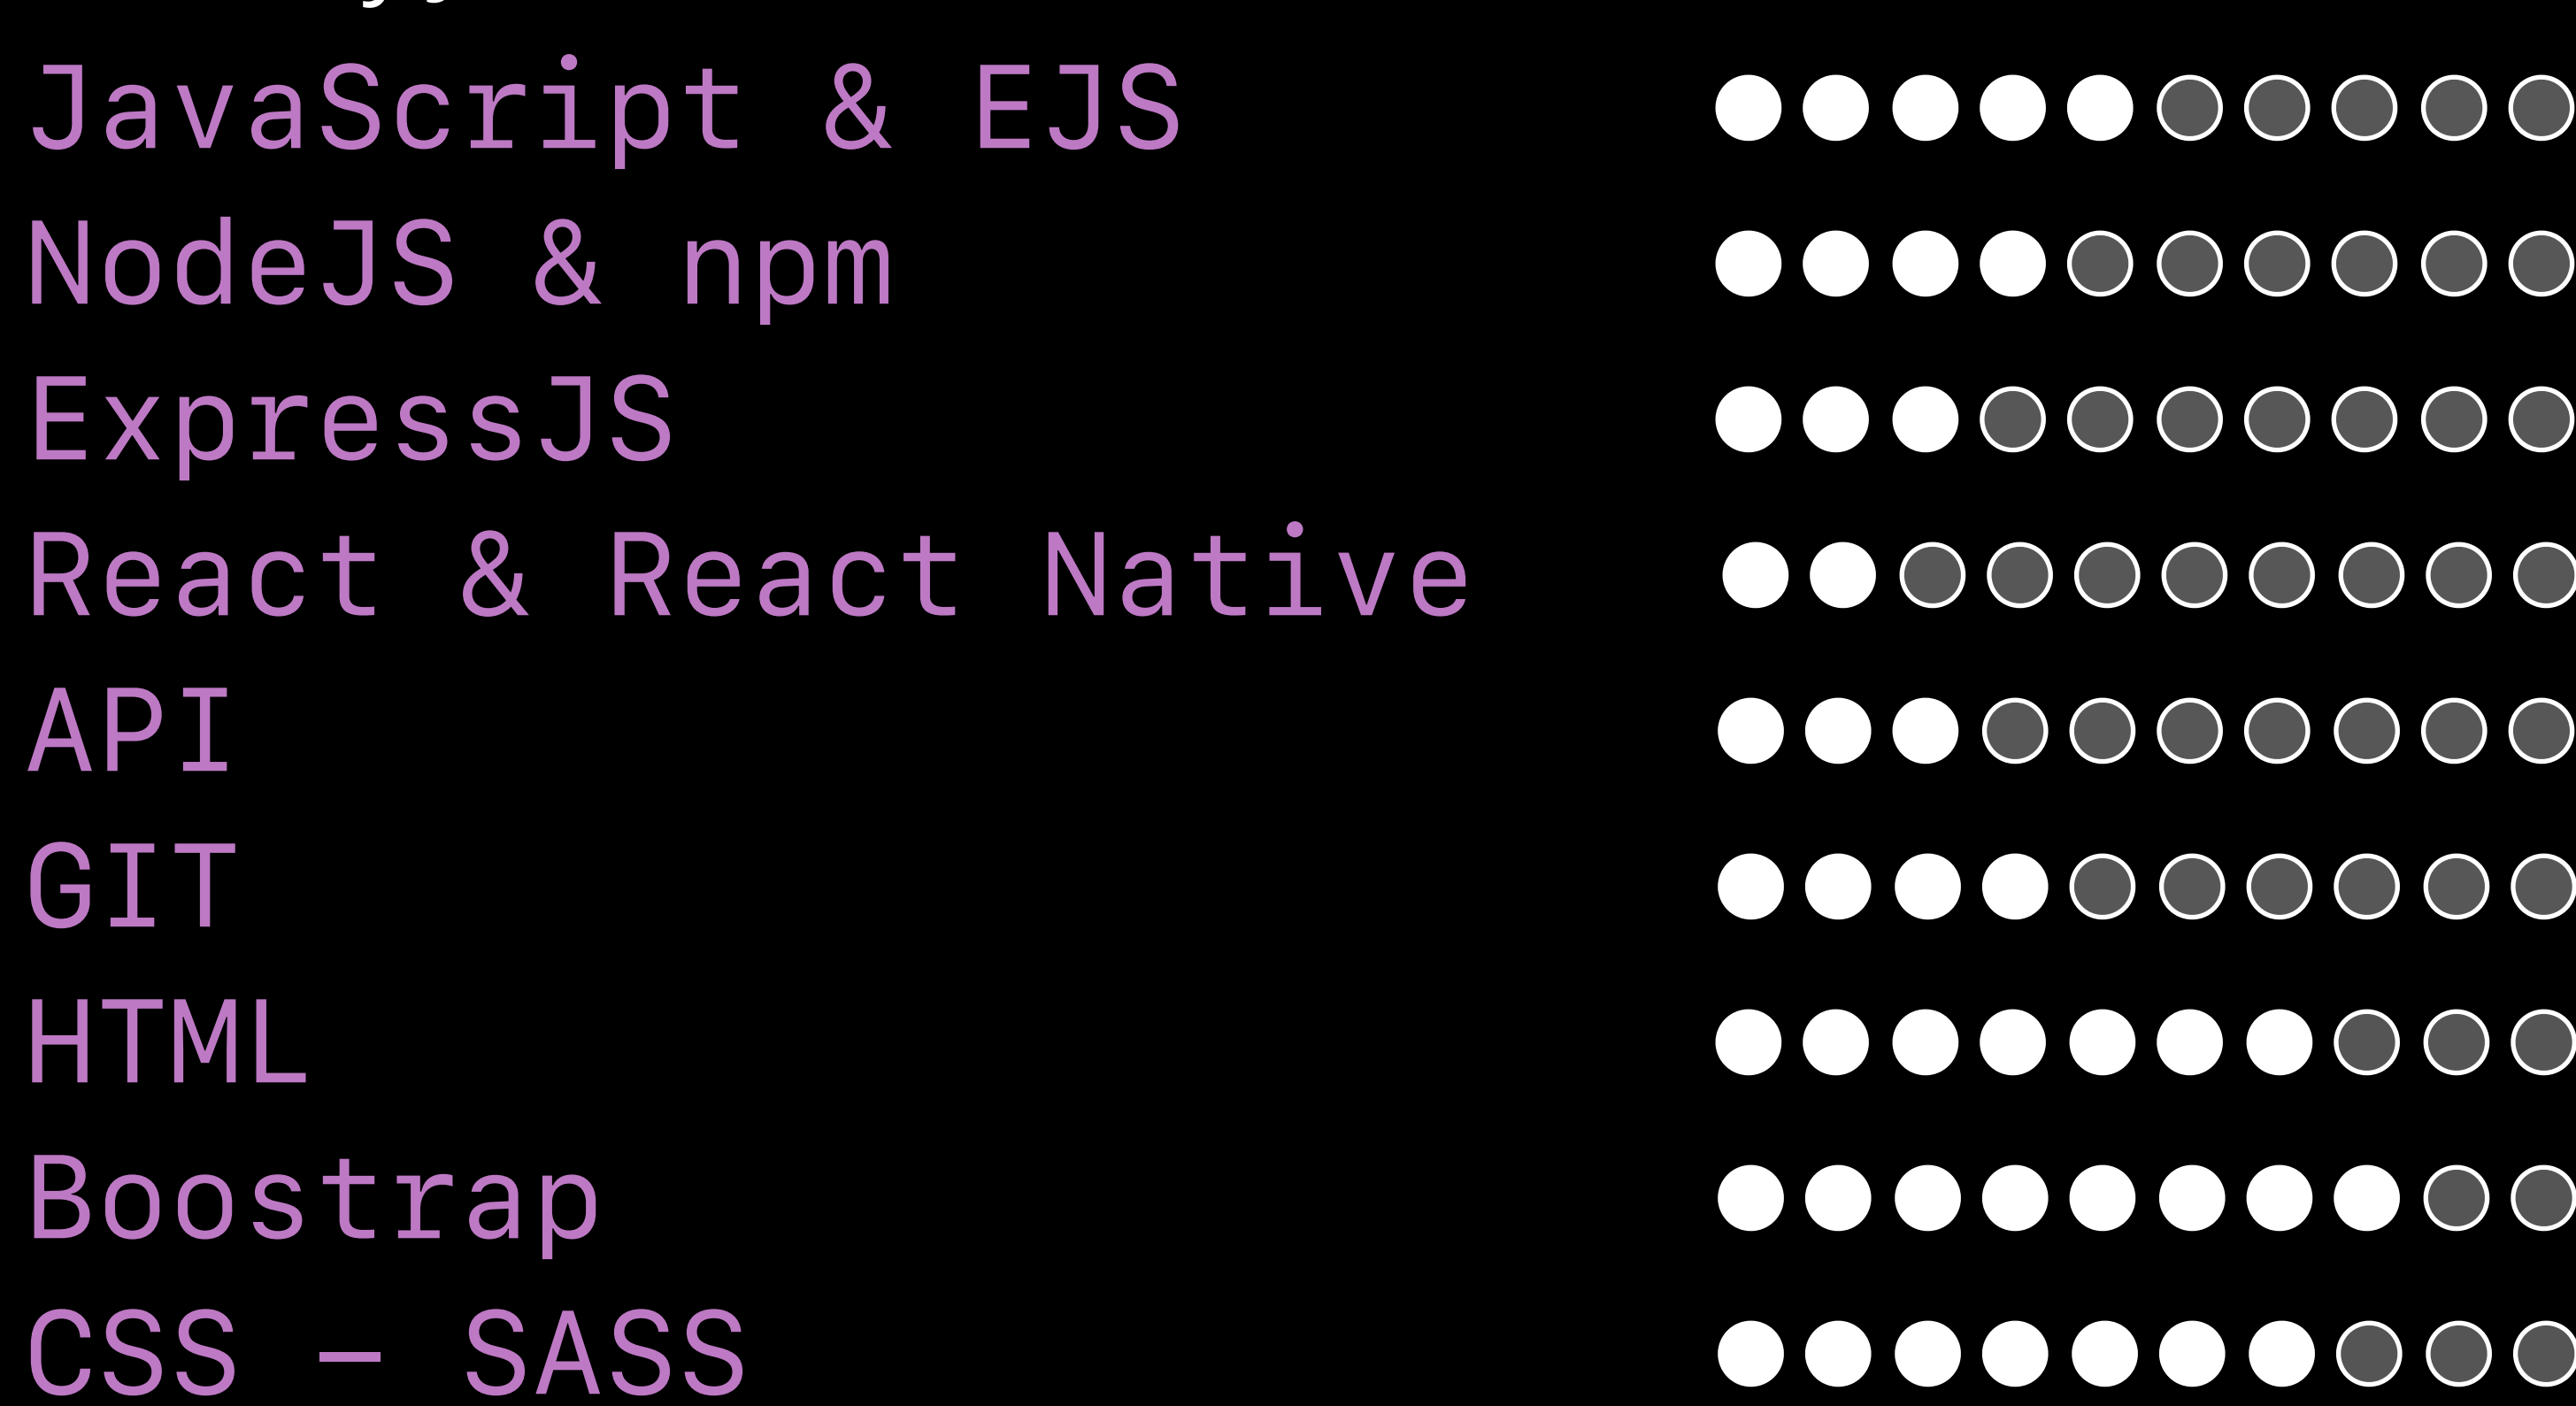 JavaScript & EJS
NodeJS & npm
ExpressJS
React & React Native
API
GIT
HTML
Boostrap
CSS – SASS